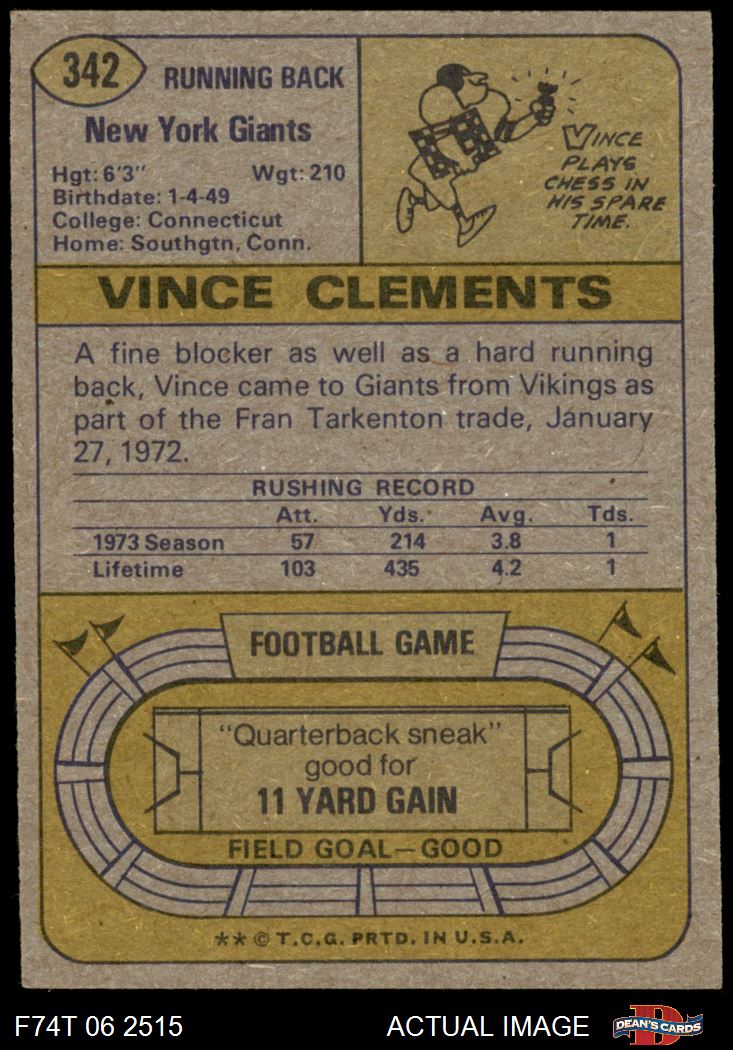 342
RUNNING BACK
New York Giants
Hgt: 6'3" Wgt: 210
Birthdate: 1-4-49
College: Connecticut
Home: Southgtn, Conn.
VINCE
PLAYS
CHESS IN
HIS SPARE
TIME.
VINCE CLEMENTS
A fine blocker as well as a hard running
back, Vince came to Giants from Vikings as
part of the Fran Tarkenton trade, January
27, 1972.
RUSHING RECORD
Att. Yds. Avg. Tds.
1973 Season 57 214 3.8 1
Lifetime 103 435 4.2 1
FOOTBALL GAME
"Quarterback sneak"
good for
11 YARD GAIN
FIELD GOAL—GOOD
** © T.C.G. PRTD. IN U.S.A.
F74T 06 2515 ACTUAL IMAGE D DEAN'S CARDS